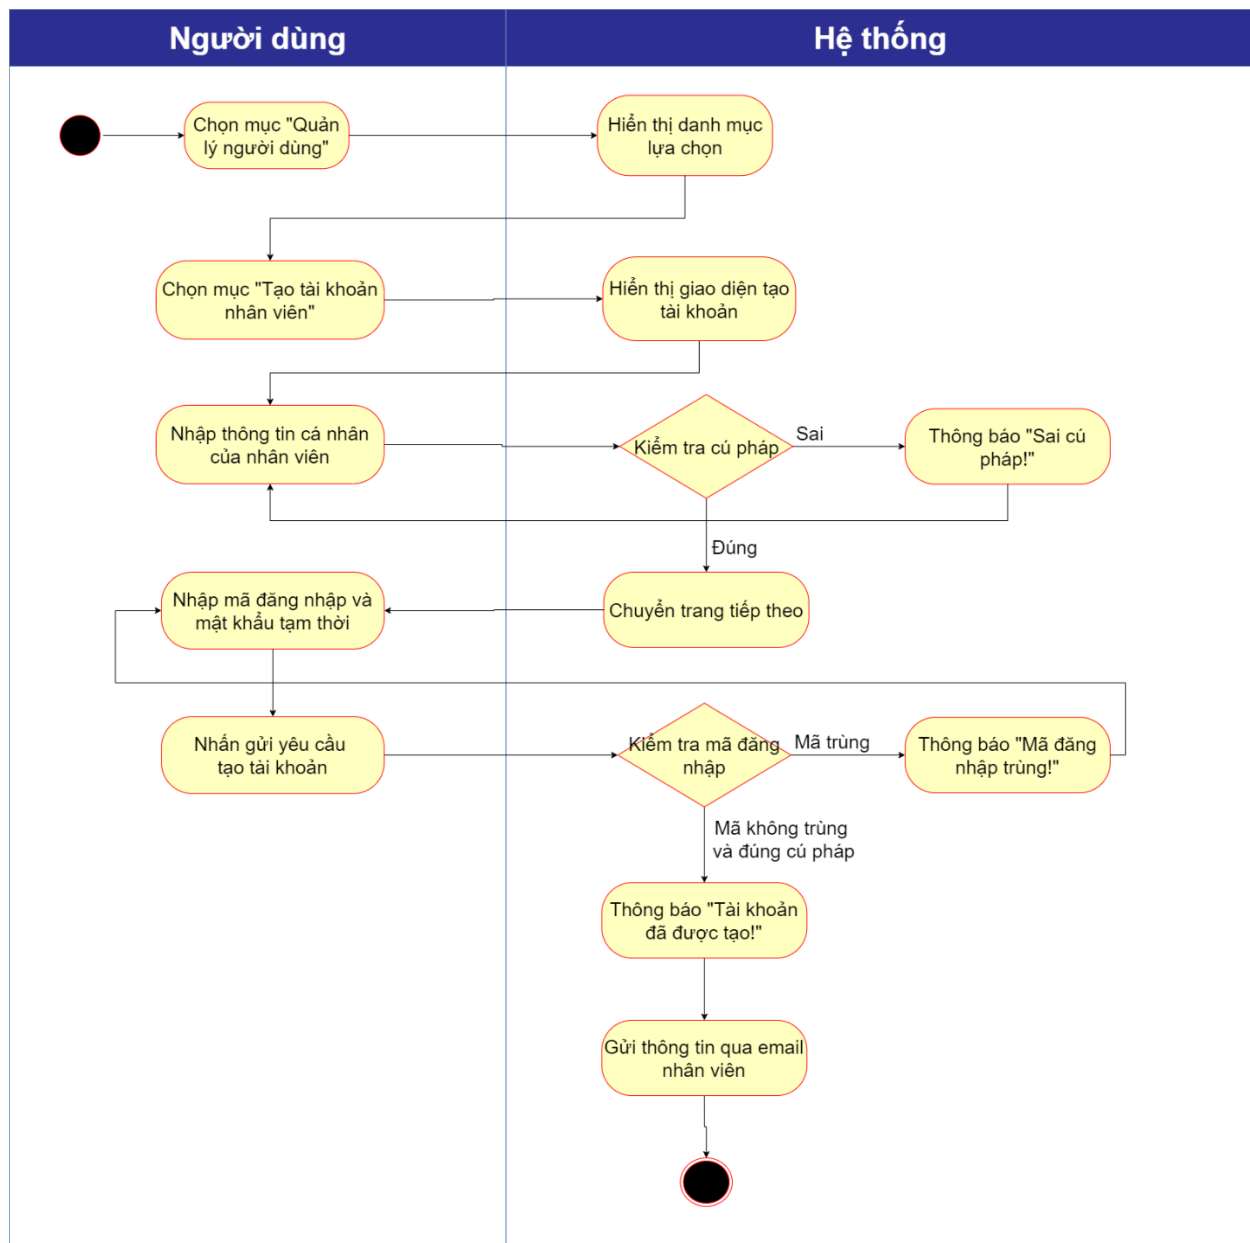 Người dùng
Hệ thống
Chọn mục "Quản
lý người dùng"
Hiển thị danh mục
lựa chọn
Chọn mục "Tạo tài khoản
nhân viên"
Hiển thị giao diện tạo
tài khoản
Nhập thông tin cá nhân
của nhân viên
Kiểm tra cú pháp
Sai
Thông báo "Sai cú
pháp!"
Đúng
Nhập mã đăng nhập và
mật khẩu tạm thời
Chuyển trang tiếp theo
Nhấn gửi yêu cầu
tạo tài khoản
Kiểm tra mã đăng
nhập
Mã trùng
Thông báo "Mã đăng
nhập trùng!"
Mã không trùng
và đúng cú pháp
Thông báo "Tài khoản
đã được tạo!"
Gửi thông tin qua email
nhân viên